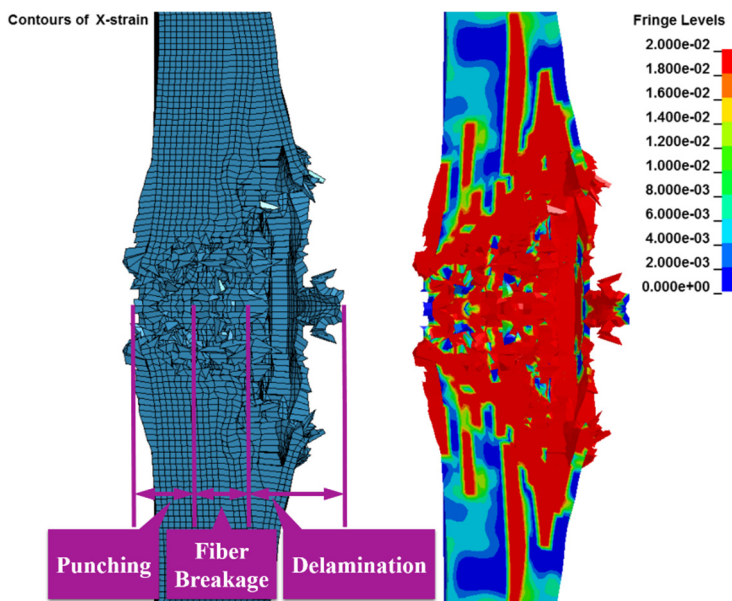 Contours of X-strain
Fringe Levels
2.000e-02
1.800e-02
1.600e-02
1.400e-02
1.200e-02
1.000e-02
8.000e-03
6.000e-03
4.000e-03
2.000e-03
0.000e+00
Punching
Fiber
Breakage
Delamination